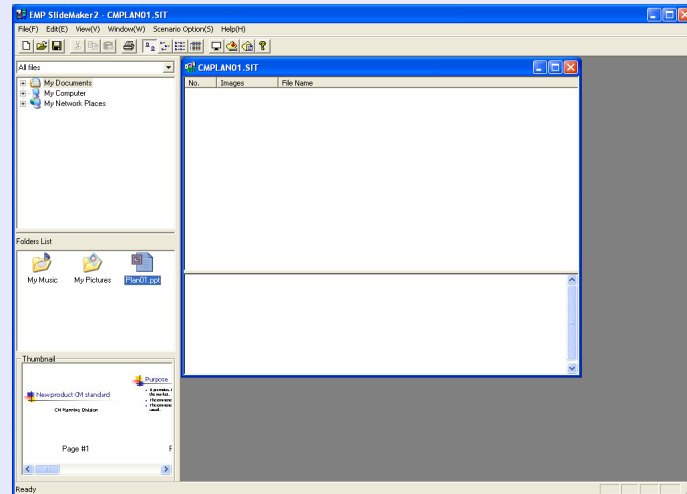 EMP SlideMaker2 - CMPLAN01.SIT
File(F) Edit(E) View(V) Window(W) Scenario Option(S) Help(H)
All files
My Documents
My Computer
My Network Places
Folders List
My Music My Pictures Plan01.ppt
Thumbnail
New product CM standard
CM Planning Division
Page #1
Purpose
CMPLAN01.SIT
No. Images File Name
Ready